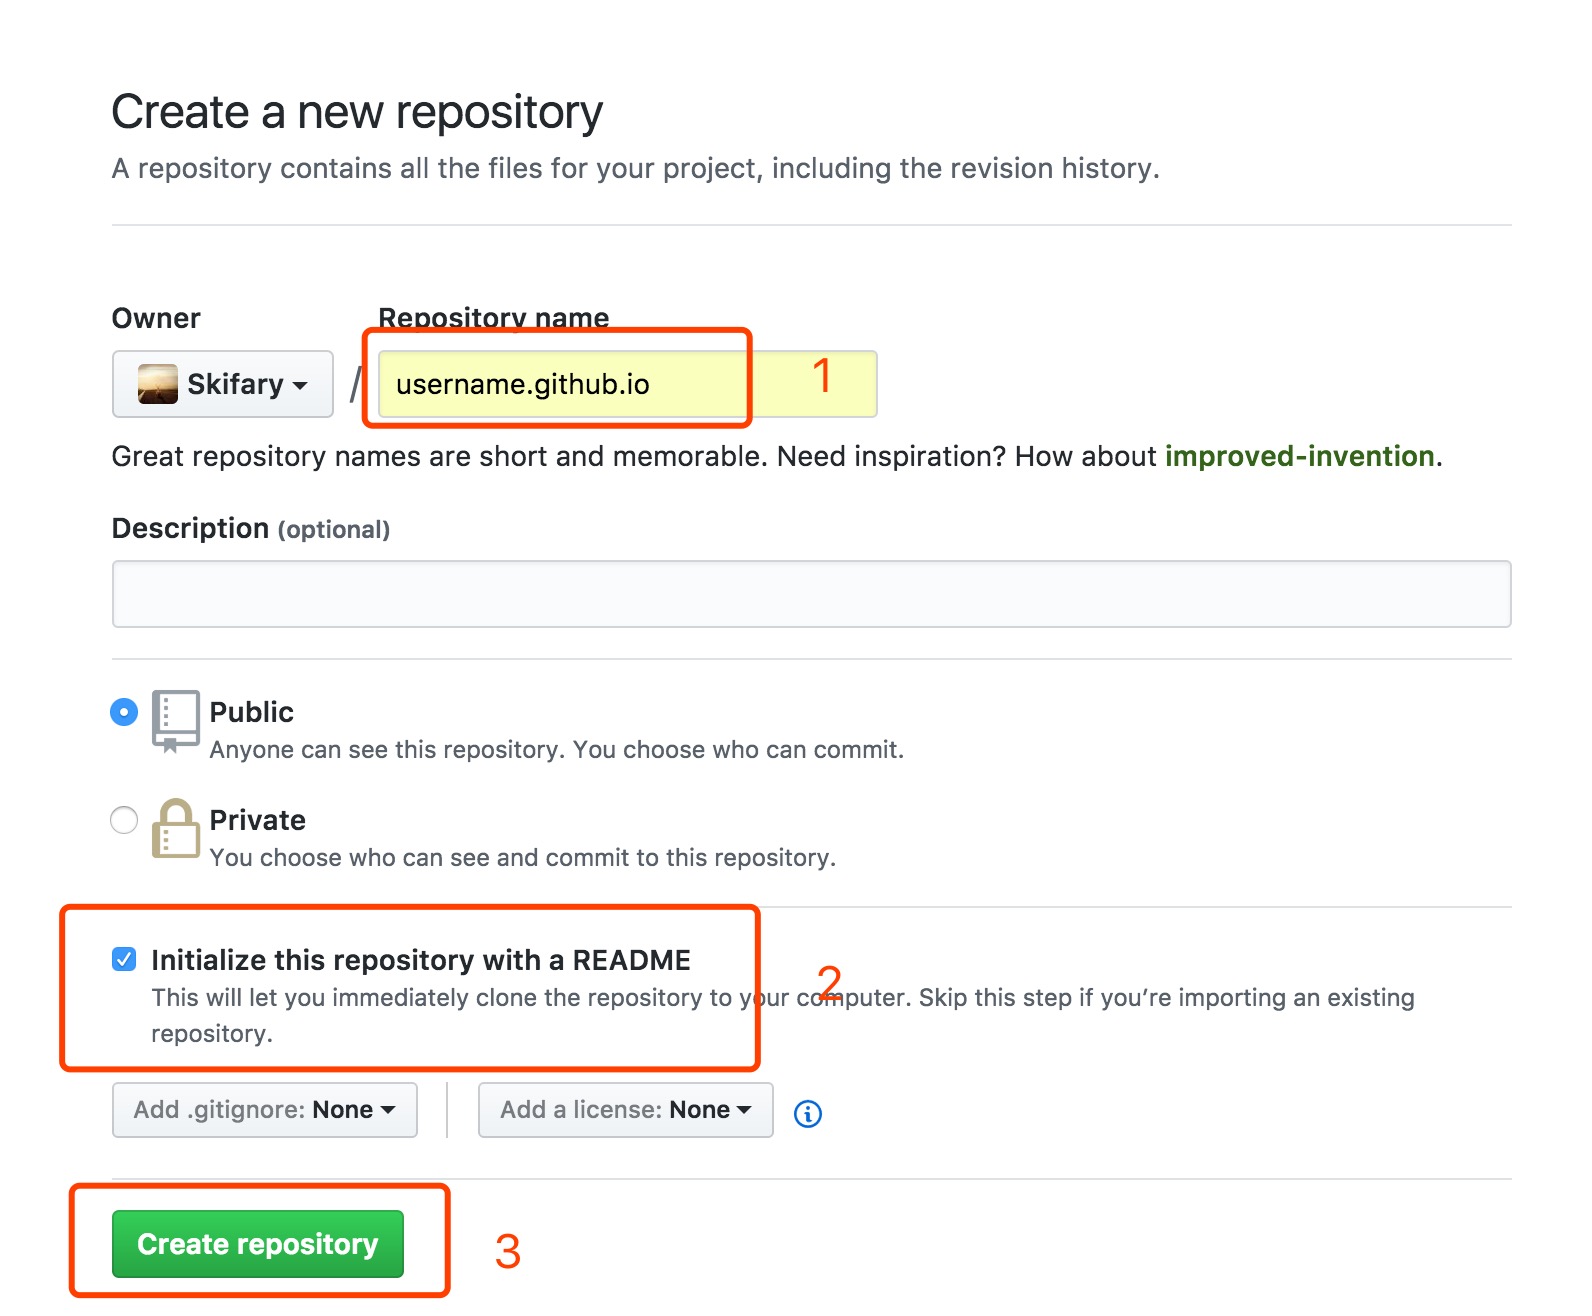 Create a new repository
A repository contains all the files for your project, including the revision history.
Owner
Repository name
Skifary
/
username.github.io
1
Great repository names are short and memorable. Need inspiration? How about improved-invention.
Description (optional)
Public
Anyone can see this repository. You choose who can commit.
Private
You choose who can see and commit to this repository.
Initialize this repository with a README
2
This will let you immediately clone the repository to your computer. Skip this step if you’re importing an existing
repository.
Add .gitignore: None
Add a license: None
Create repository
3